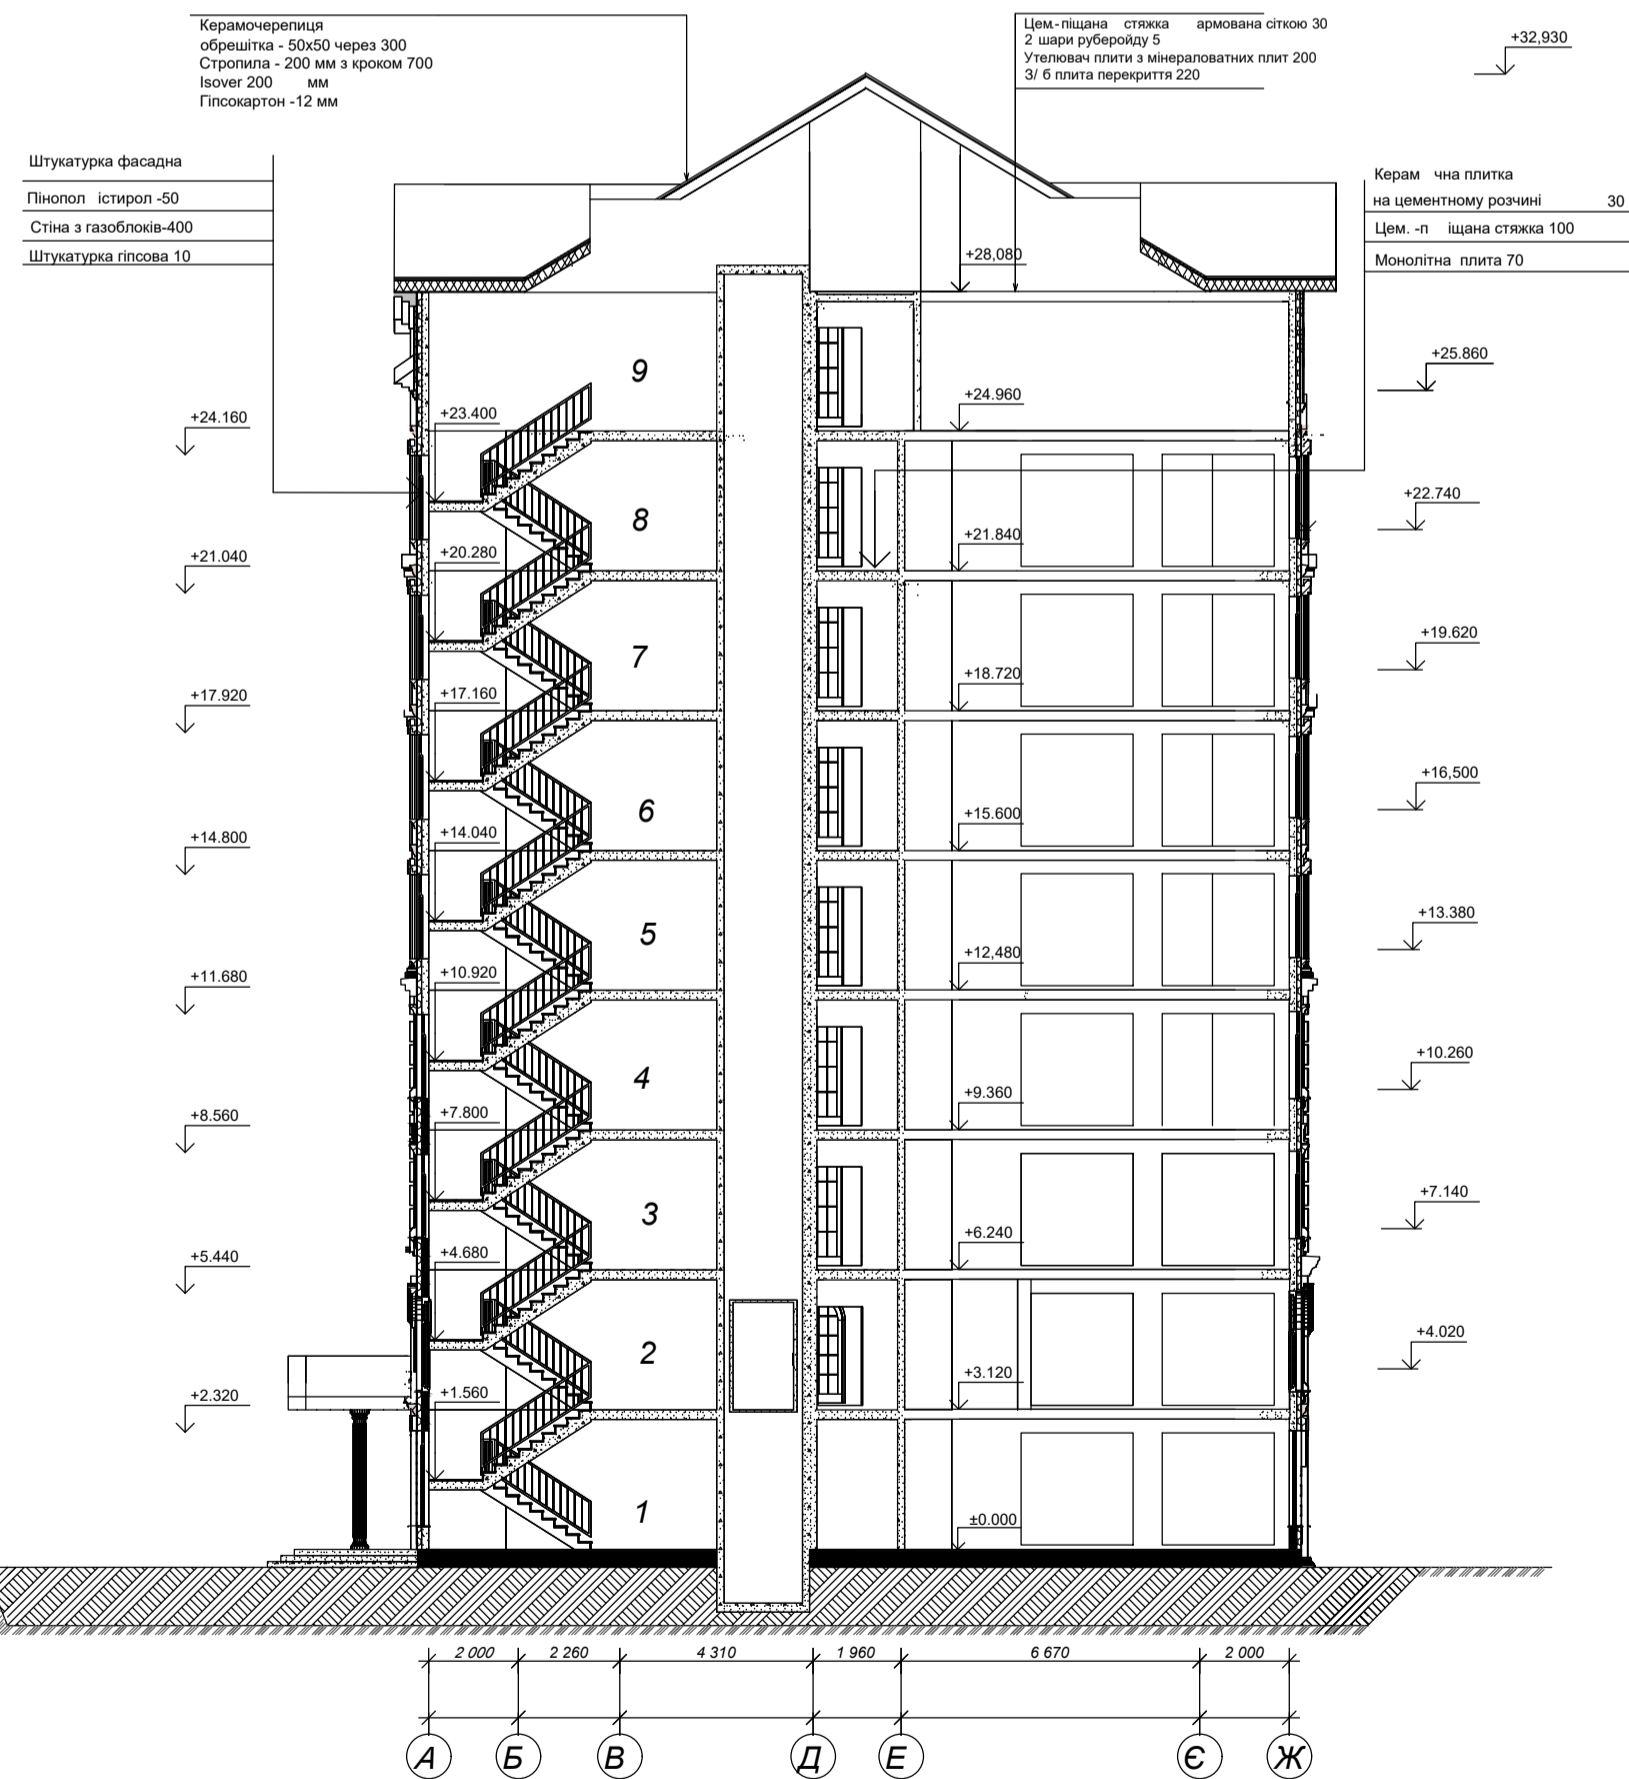 Керамочерепиця
обрешітка - 50х50 через 300
Стропила - 200 мм з кроком 700
Isover 200 мм
Гіпсокартон -12 мм
Цем.-піщана стяжка армована сіткою 30
2 шари руберойду 5
Утелювач плити з мінераловатних плит 200
З/ б плита перекриття 220
+32,930
Штукатурка фасадна
Пінопол істирол -50
Стіна з газоблоків-400
Штукатурка гіпсова 10
Керам чна плитка
на цементному розчині 30
Цем. -п іщана стяжка 100
Монолітна плита 70
+28,080
9
+25.860
+24.960
+24.160
+23.400
8
+22.740
+21.840
+21.040
+20.280
7
+19.620
+18.720
+17.920
+17.160
6
+16,500
+15.600
+14.800
+14.040
5
+13.380
+12,480
+11.680
+10.920
4
+10.260
+9.360
+8.560
+7.800
3
+7.140
+6.240
+5.440
+4.680
2
+4.020
+3.120
+2.320
+1.560
1
±0.000
2 000 2 260 4 310 1 960 6 670 2 000
А Б В Д Е Є Ж